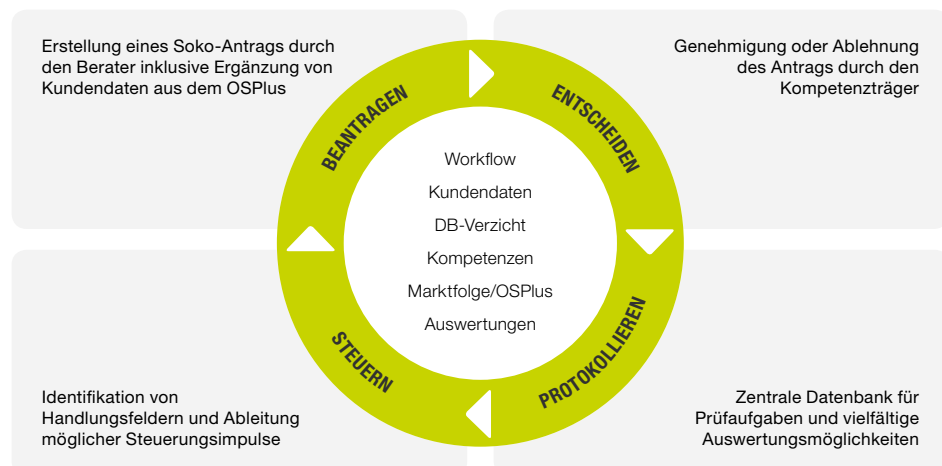 Erstellung eines Soko-Antrags durch
den Berater inklusive Ergänzung von
Kundendaten aus dem OSPlus
Genehmigung oder Ablehnung
des Antrags durch den
Kompetenzträger
BEANTRAGEN
ENTSCHEIDEN
Workflow
Kundendaten
DB-Verzicht
Kompetenzen
Marktfolge/OSPlus
Auswertungen
STEUERN
PROTOKOLLIEREN
Identifikation von
Handlungsfeldern und Ableitung
möglicher Steuerungsimpulse
Zentrale Datenbank für
Prüfaufgaben und vielfältige
Auswertungsmöglichkeiten